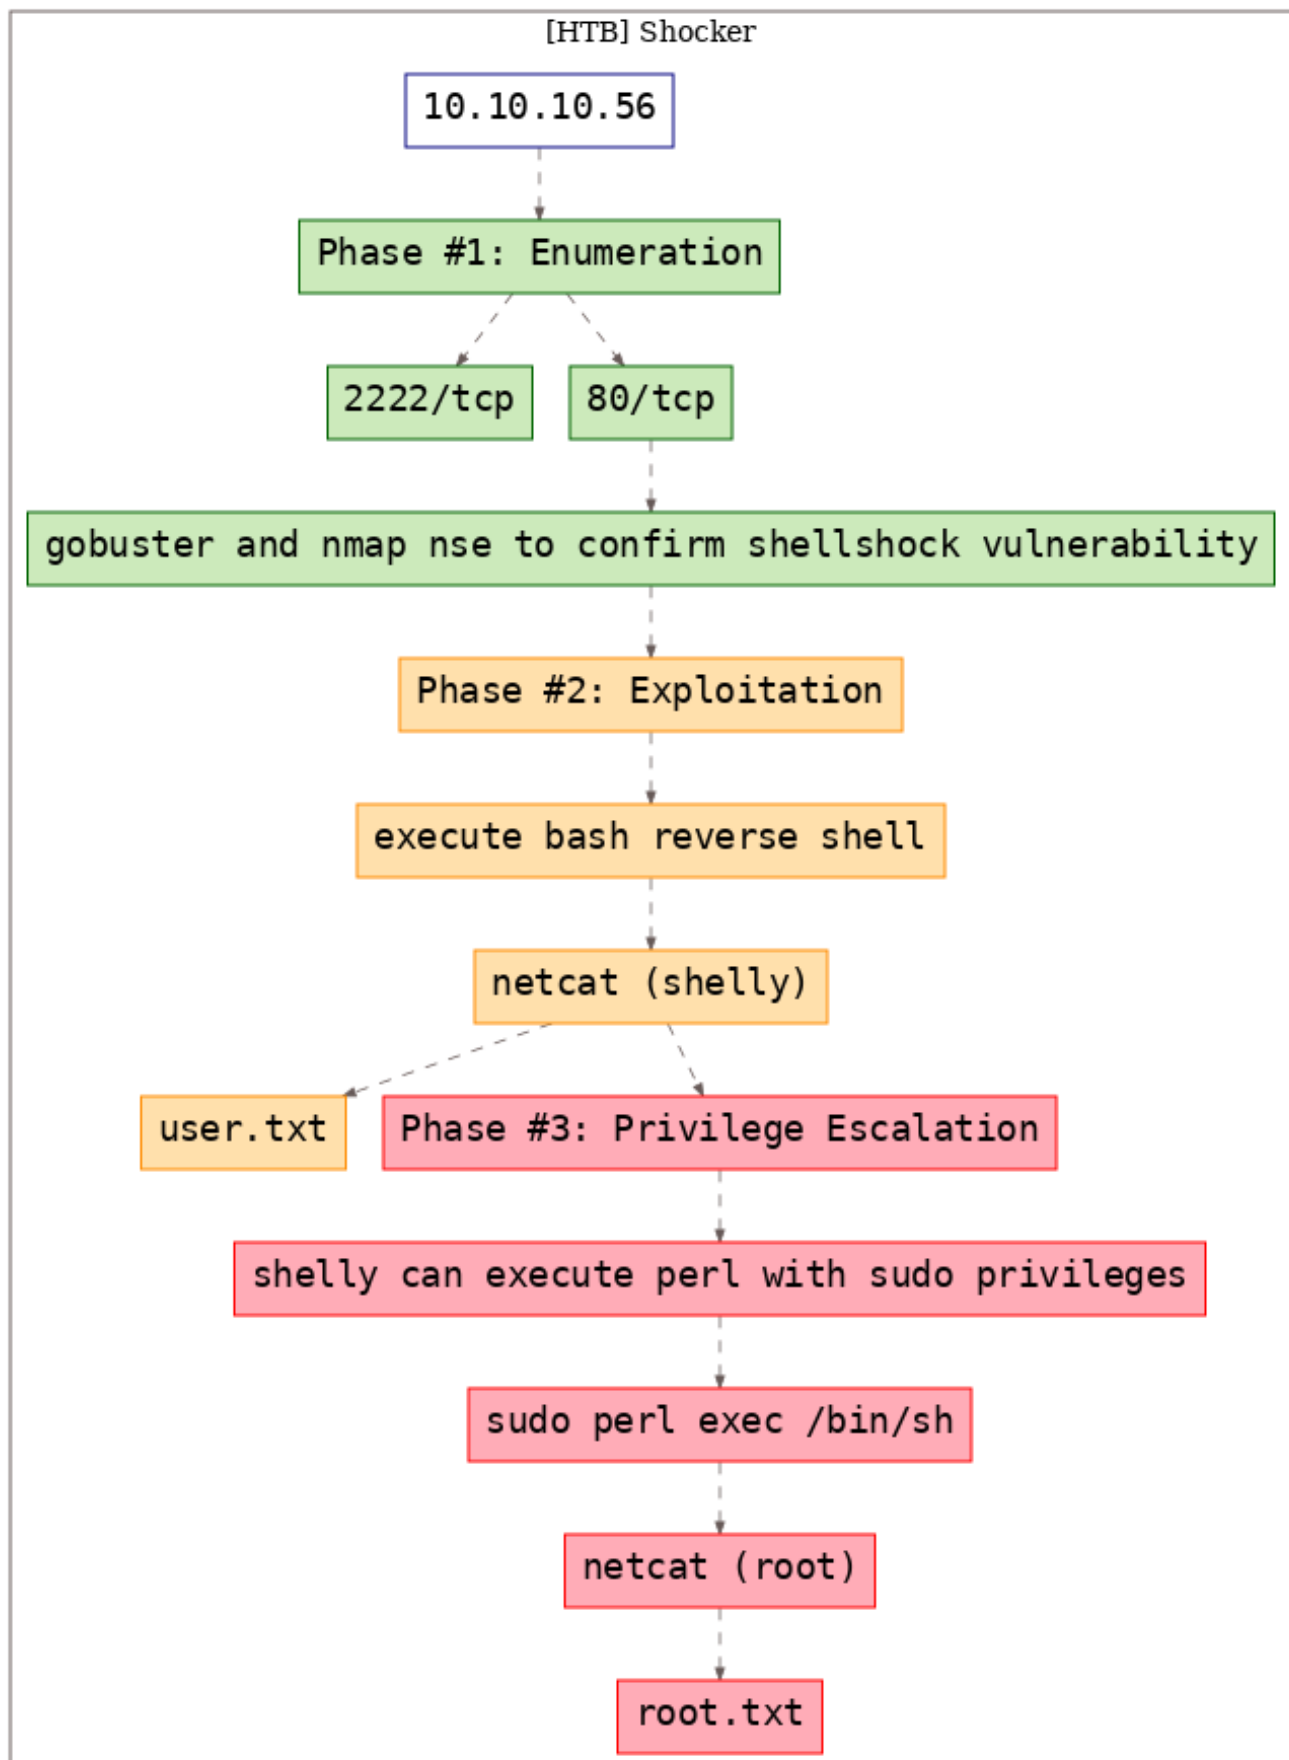 [HTB] Shocker
10.10.10.56
Phase #1: Enumeration
2222/tcp
80/tcp
gobuster and nmap nse to confirm shellshock vulnerability
Phase #2: Exploitation
execute bash reverse shell
netcat (shelly)
user.txt
Phase #3: Privilege Escalation
shelly can execute perl with sudo privileges
sudo perl exec /bin/sh
netcat (root)
root.txt